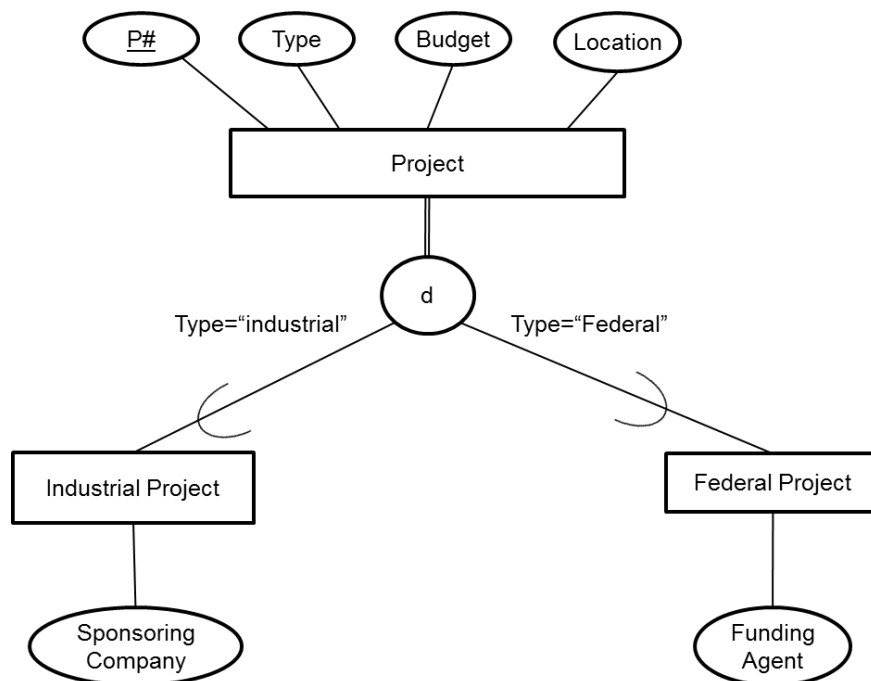 P#
Type
Budget
Location
Project
d
Type=“industrial”
Type=“Federal”
Industrial Project
Federal Project
Sponsoring
Company
Funding
Agent